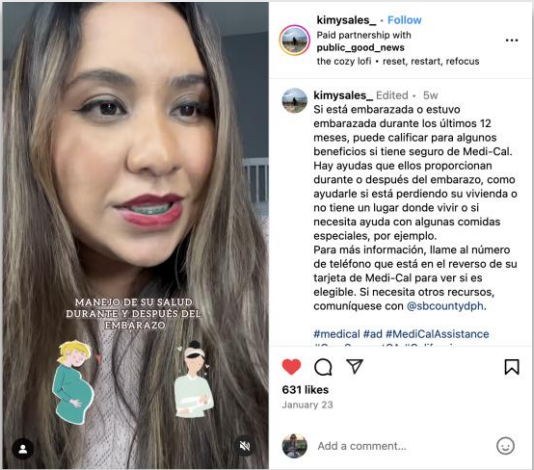 MANEJO DE SU SALUD
DURANTE Y DESPUÉS DEL
EMBARAZO
kimysales_ • Follow
Paid partnership with
public_good_news
the cozy lofi • reset, restart, refocus
kimysales_ Edited • 5w
Si está embarazada o estuvo
embarazada durante los últimos 12
meses, puede calificar para algunos
beneficios si tiene seguro de Medi-Cal.
Hay ayudas que ellos proporcionan
durante o después del embarazo, como
ayudarle si está perdiendo su vivienda o
no tiene un lugar donde vivir o si
necesita ayuda con algunas comidas
especiales, por ejemplo.
Para más información, llame al número
de teléfono que está en el reverso de su
tarjeta de Medi-Cal para ver si es
elegible. Si necesita otros recursos,
comuníquese con @sbcountydph.
#medical #ad #MediCalAssistance
631 likes
January 23
Add a comment...